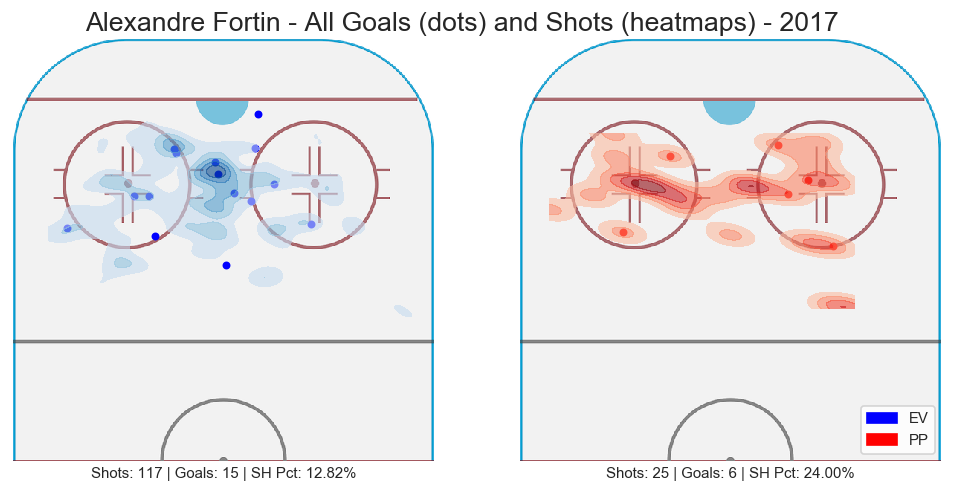 Alexandre Fortin - All Goals (dots) and Shots (heatmaps) - 2017
EV
PP
Shots: 117 | Goals: 15 | SH Pct: 12.82%
Shots: 25 | Goals: 6 | SH Pct: 24.00%